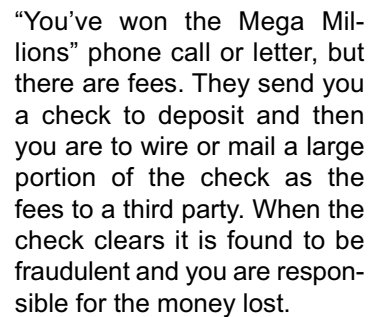 “You’ve won the Mega Mil-
lions” phone call or letter, but
there are fees. They send you
a check to deposit and then
you are to wire or mail a large
portion of the check as the
fees to a third party. When the
check clears it is found to be
fraudulent and you are respon-
sible for the money lost.